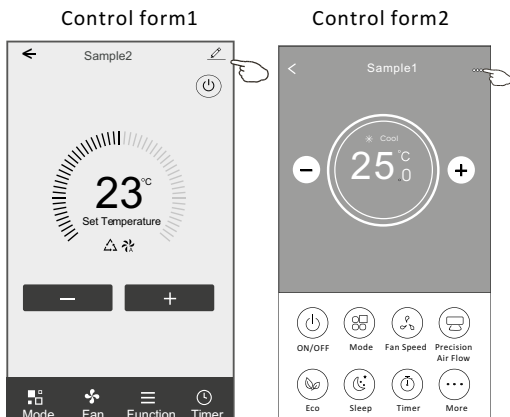 Control form1
Control form2
Sample2
23°C
Set Temperature
A
−
+
Mode
Fan
Function
Timer
Sample1
Cool
−
25.0°C
+
ON/OFF
Mode
Fan Speed
Precision
Air Flow
Eco
Sleep
Timer
More